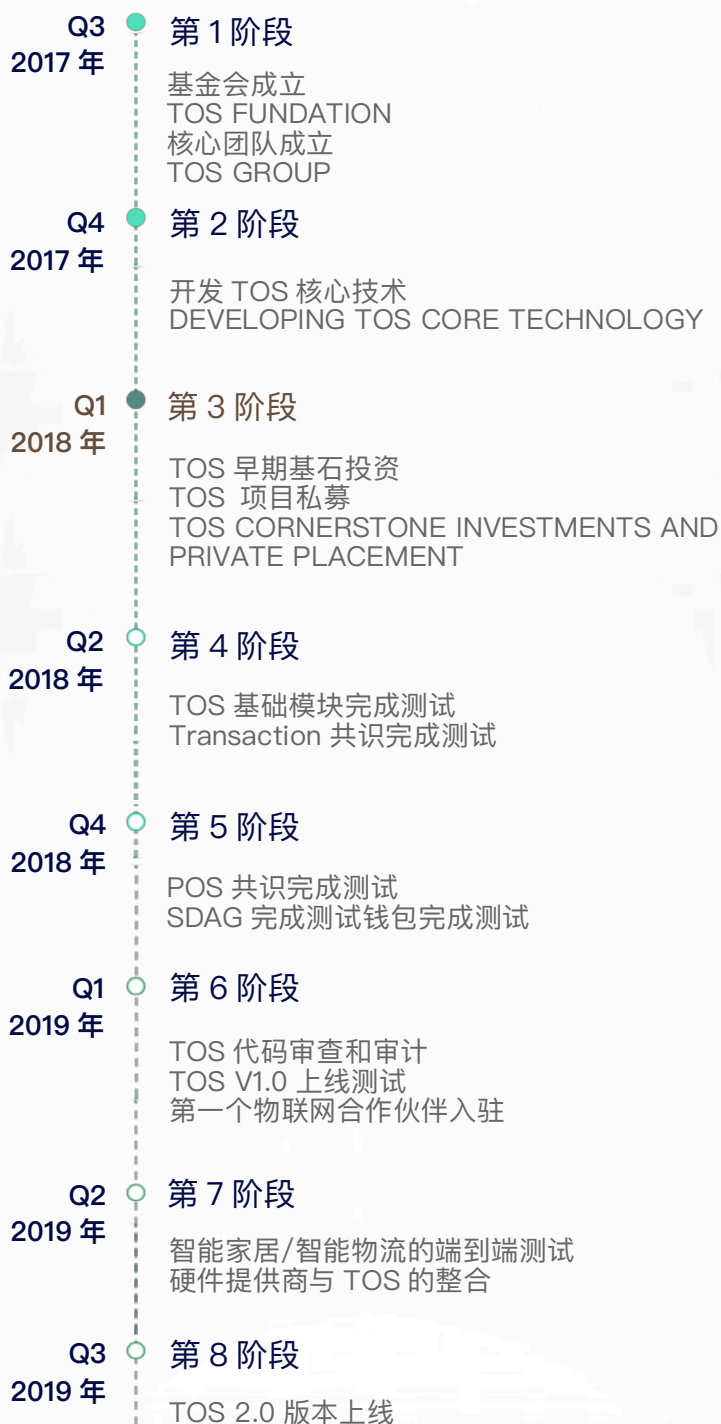 Q3
2017 年
第 1 阶段
基金会成立
TOS FUNDATION
核心团队成立
TOS GROUP
Q4
2017 年
第 2 阶段
开发 TOS 核心技术
DEVELOPING TOS CORE TECHNOLOGY
Q1
2018 年
第 3 阶段
TOS 早期基石投资
TOS 项目私募
TOS CORNERSTONE INVESTMENTS AND
PRIVATE PLACEMENT
Q2
2018 年
第 4 阶段
TOS 基础模块完成测试
Transaction 共识完成测试
Q4
2018 年
第 5 阶段
POS 共识完成测试
SDAG 完成测试钱包完成测试
Q1
2019 年
第 6 阶段
TOS 代码审查和审计
TOS V1.0 上线测试
第一个物联网合作伙伴入驻
Q2
2019 年
第 7 阶段
智能家居/智能物流的端到端测试
硬件提供商与 TOS 的整合
Q3
2019 年
第 8 阶段
TOS 2.0 版本上线